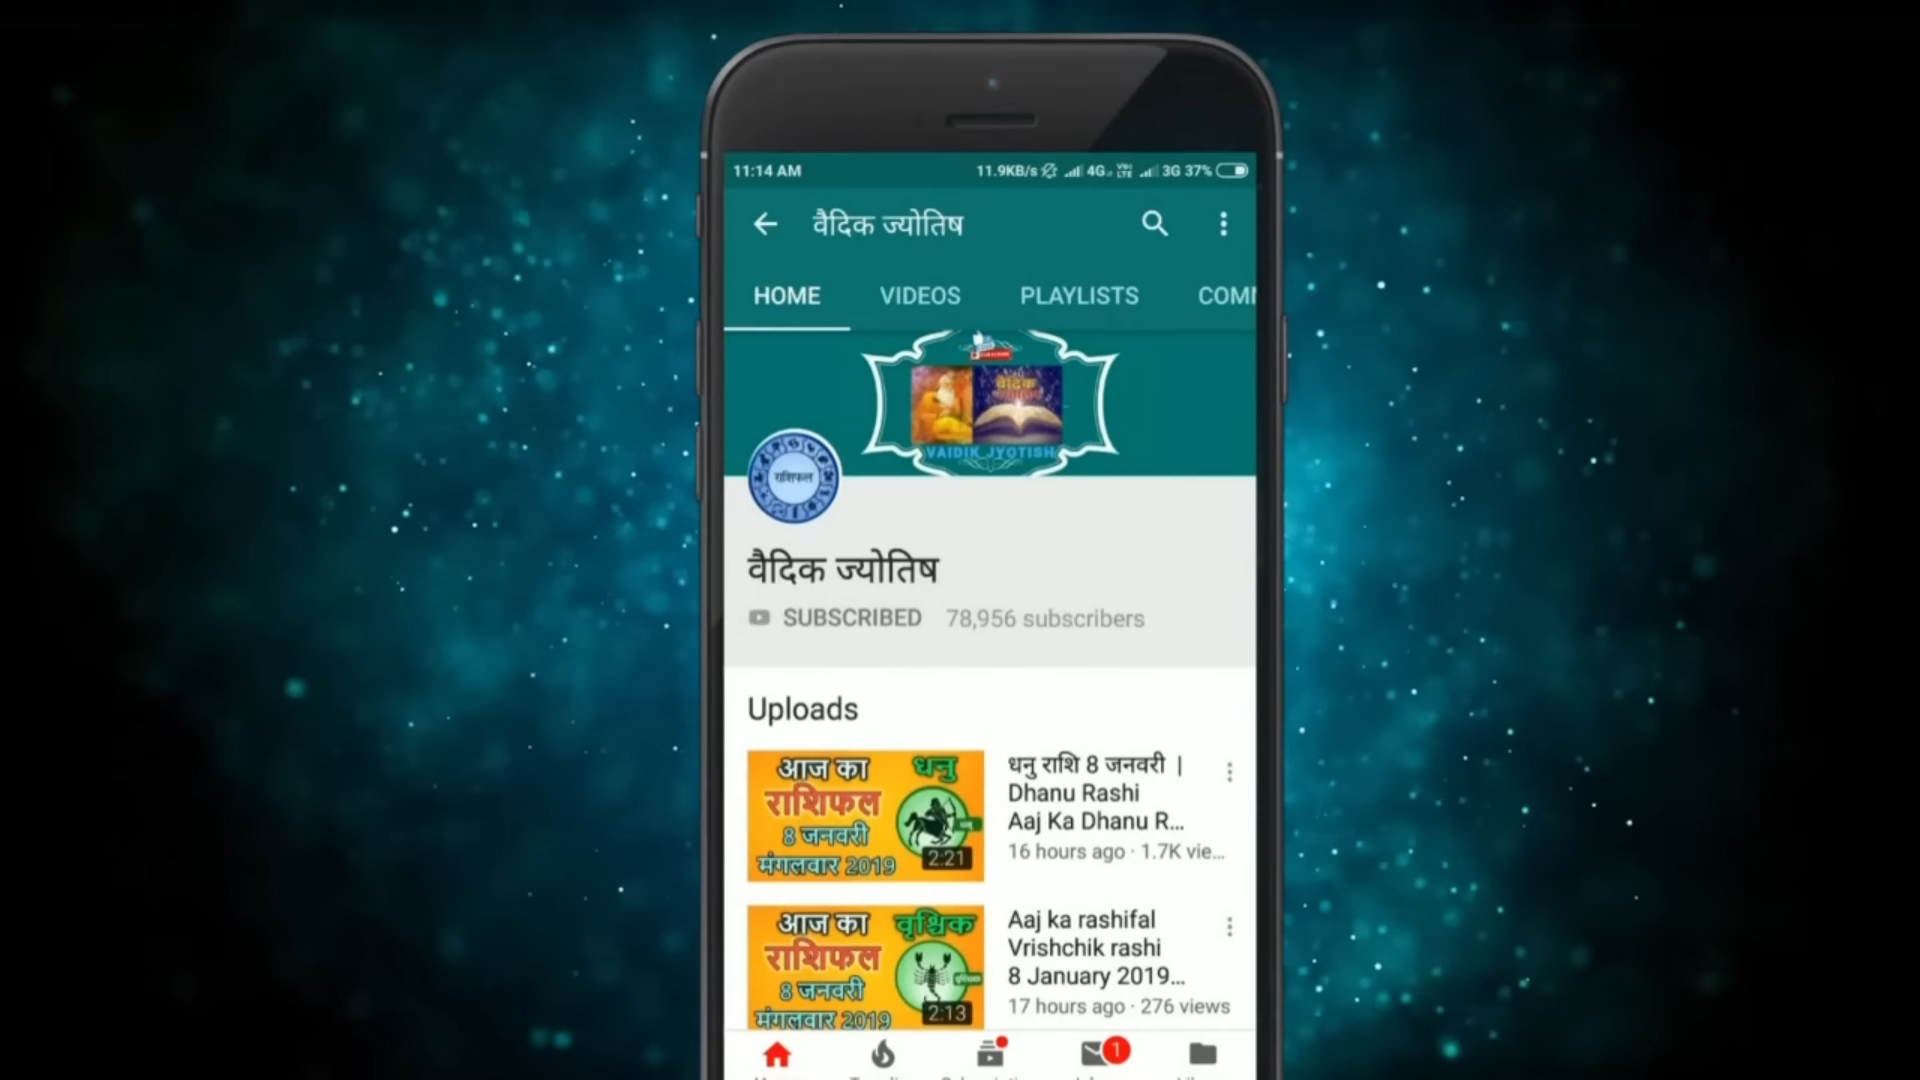 11:14 AM 11.9KB/s 4G VoLTE 3G 37%
वैदिक ज्योतिष
HOME VIDEOS PLAYLISTS COMM
वैदिक
VAIDIK JYOTISH
राशिफल
वैदिक ज्योतिष
SUBSCRIBED 78,956 subscribers
Uploads
आज का धनु
राशिफल
8 जनवरी
मंगलवार 2019
2:21
धनु राशि 8 जनवरी |
Dhanu Rashi
Aaj Ka Dhanu R...
16 hours ago · 1.7K vie...
आज का वृश्चिक
राशिफल
8 जनवरी
मंगलवार 2019
2:13
Aaj ka rashifal
Vrishchik rashi
8 January 2019...
17 hours ago · 276 views
1